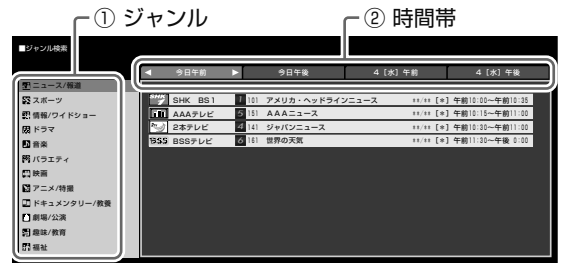 ① ジャンル ② 時間帯
■ジャンル検索
◀ 今日午前 ▶ 今日午後 4 [水] 午前 4 [水] 午後
ニュース/報道
スポーツ
情報/ワイドショー
ドラマ
音楽
バラエティ
映画
アニメ/特撮
ドキュメンタリー/教養
劇場/公演
趣味/教育
福祉
SHK BS1 1 101 アメリカ・ヘッドラインニュース **/** [*] 午前10:00～午前10:35
AAAテレビ 5 151 AAAニュース **/** [*] 午前10:15～午前11:00
2本テレビ 4 141 ジャパンニュース **/** [*] 午前10:30～午前11:00
BSS BSSテレビ 6 161 世界の天気 **/** [*] 午前11:30～午後 0:00